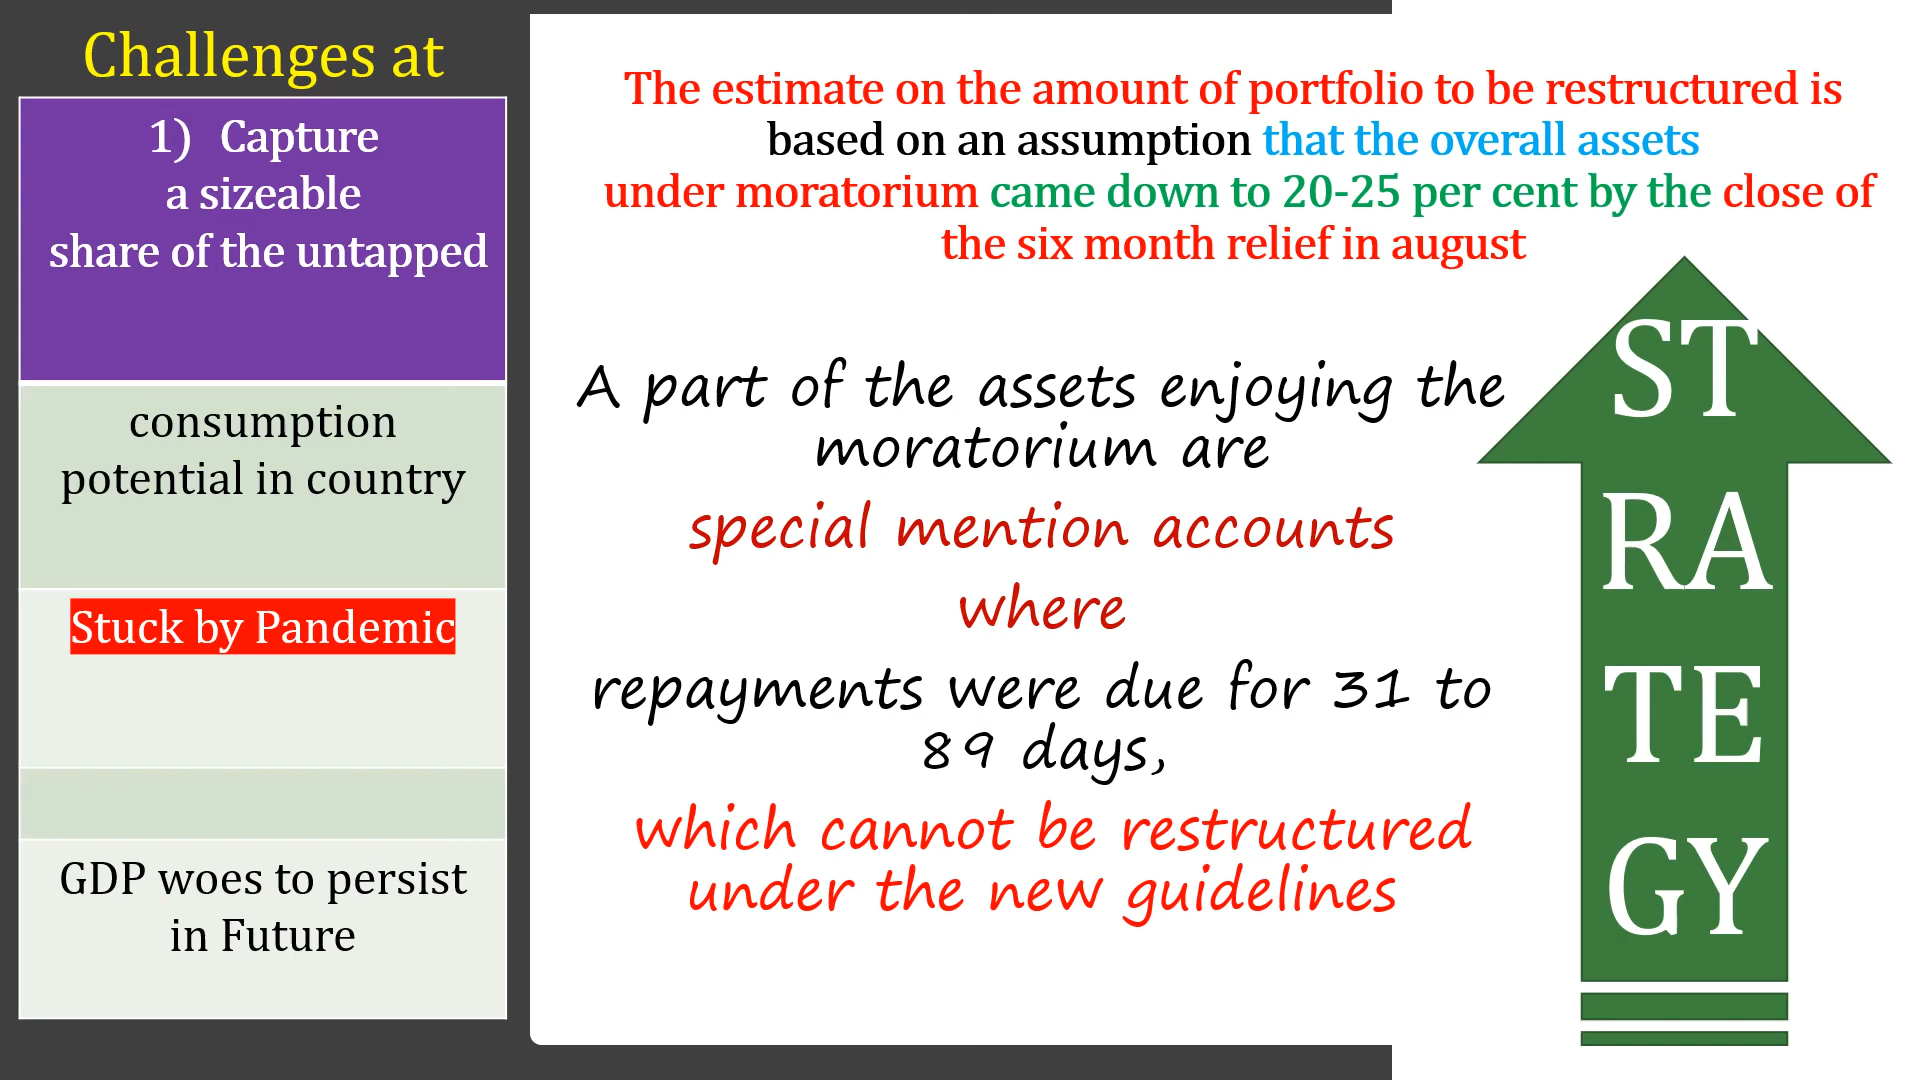 Challenges at
1) Capture
a sizeable
share of the untapped
consumption
potential in country
Stuck by Pandemic
GDP woes to persist
in Future
The estimate on the amount of portfolio to be restructured is
based on an assumption that the overall assets
under moratorium came down to 20-25 per cent by the close of
the six month relief in august
A part of the assets enjoying the
moratorium are
special mention accounts
where
repayments were due for 31 to
89 days,
which cannot be restructured
under the new guidelines
ST
RA
TE
GY